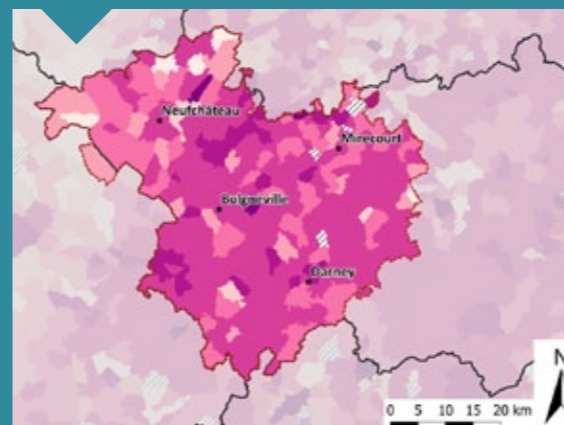 Neufchâteau
Mirecourt
Bulgnéville
Darney
N
0 5 10 15 20 km